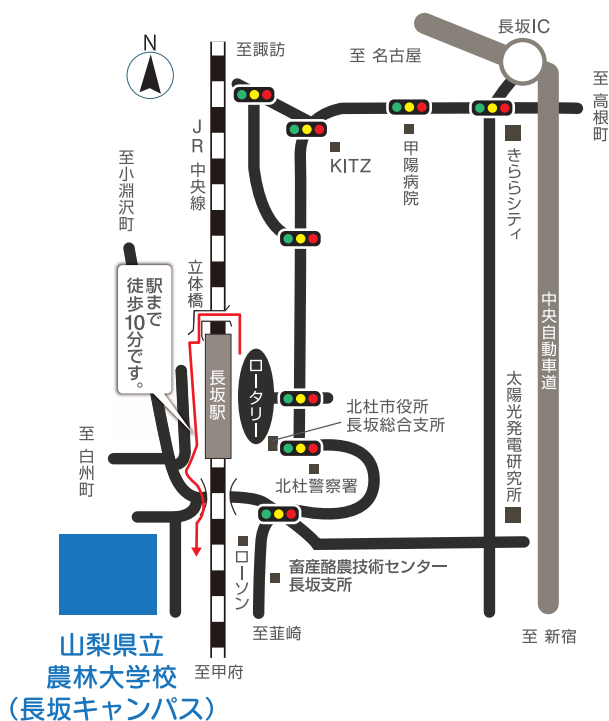 N
至諏訪
至 名古屋
長坂IC
至 高根町
JR 中央線
KITZ
甲陽病院
きららシティ
至小淵沢町
立体橋
駅まで
徒歩10分です。
長坂駅
ロータリー
中央自動車道
北杜市役所
長坂総合支所
太陽光発電研究所
至 白州町
北杜警察署
ローソン
畜産酪農技術センター
長坂支所
至韮崎
至 新宿
至甲府
山梨県立
農林大学校
(長坂キャンパス)